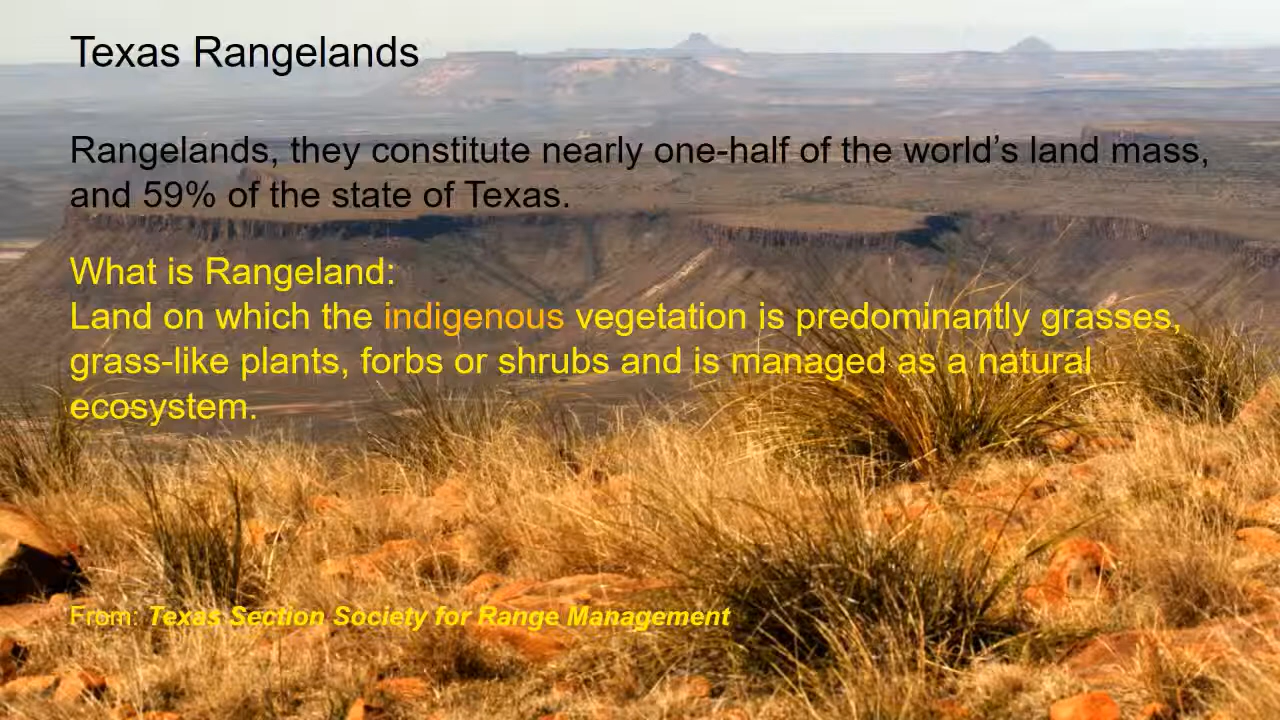 Texas Rangelands
Rangelands, they constitute nearly one-half of the world’s land mass,
and 59% of the state of Texas.
What is Rangeland:
Land on which the indigenous vegetation is predominantly grasses,
grass-like plants, forbs or shrubs and is managed as a natural
ecosystem.
From: Texas Section Society for Range Management